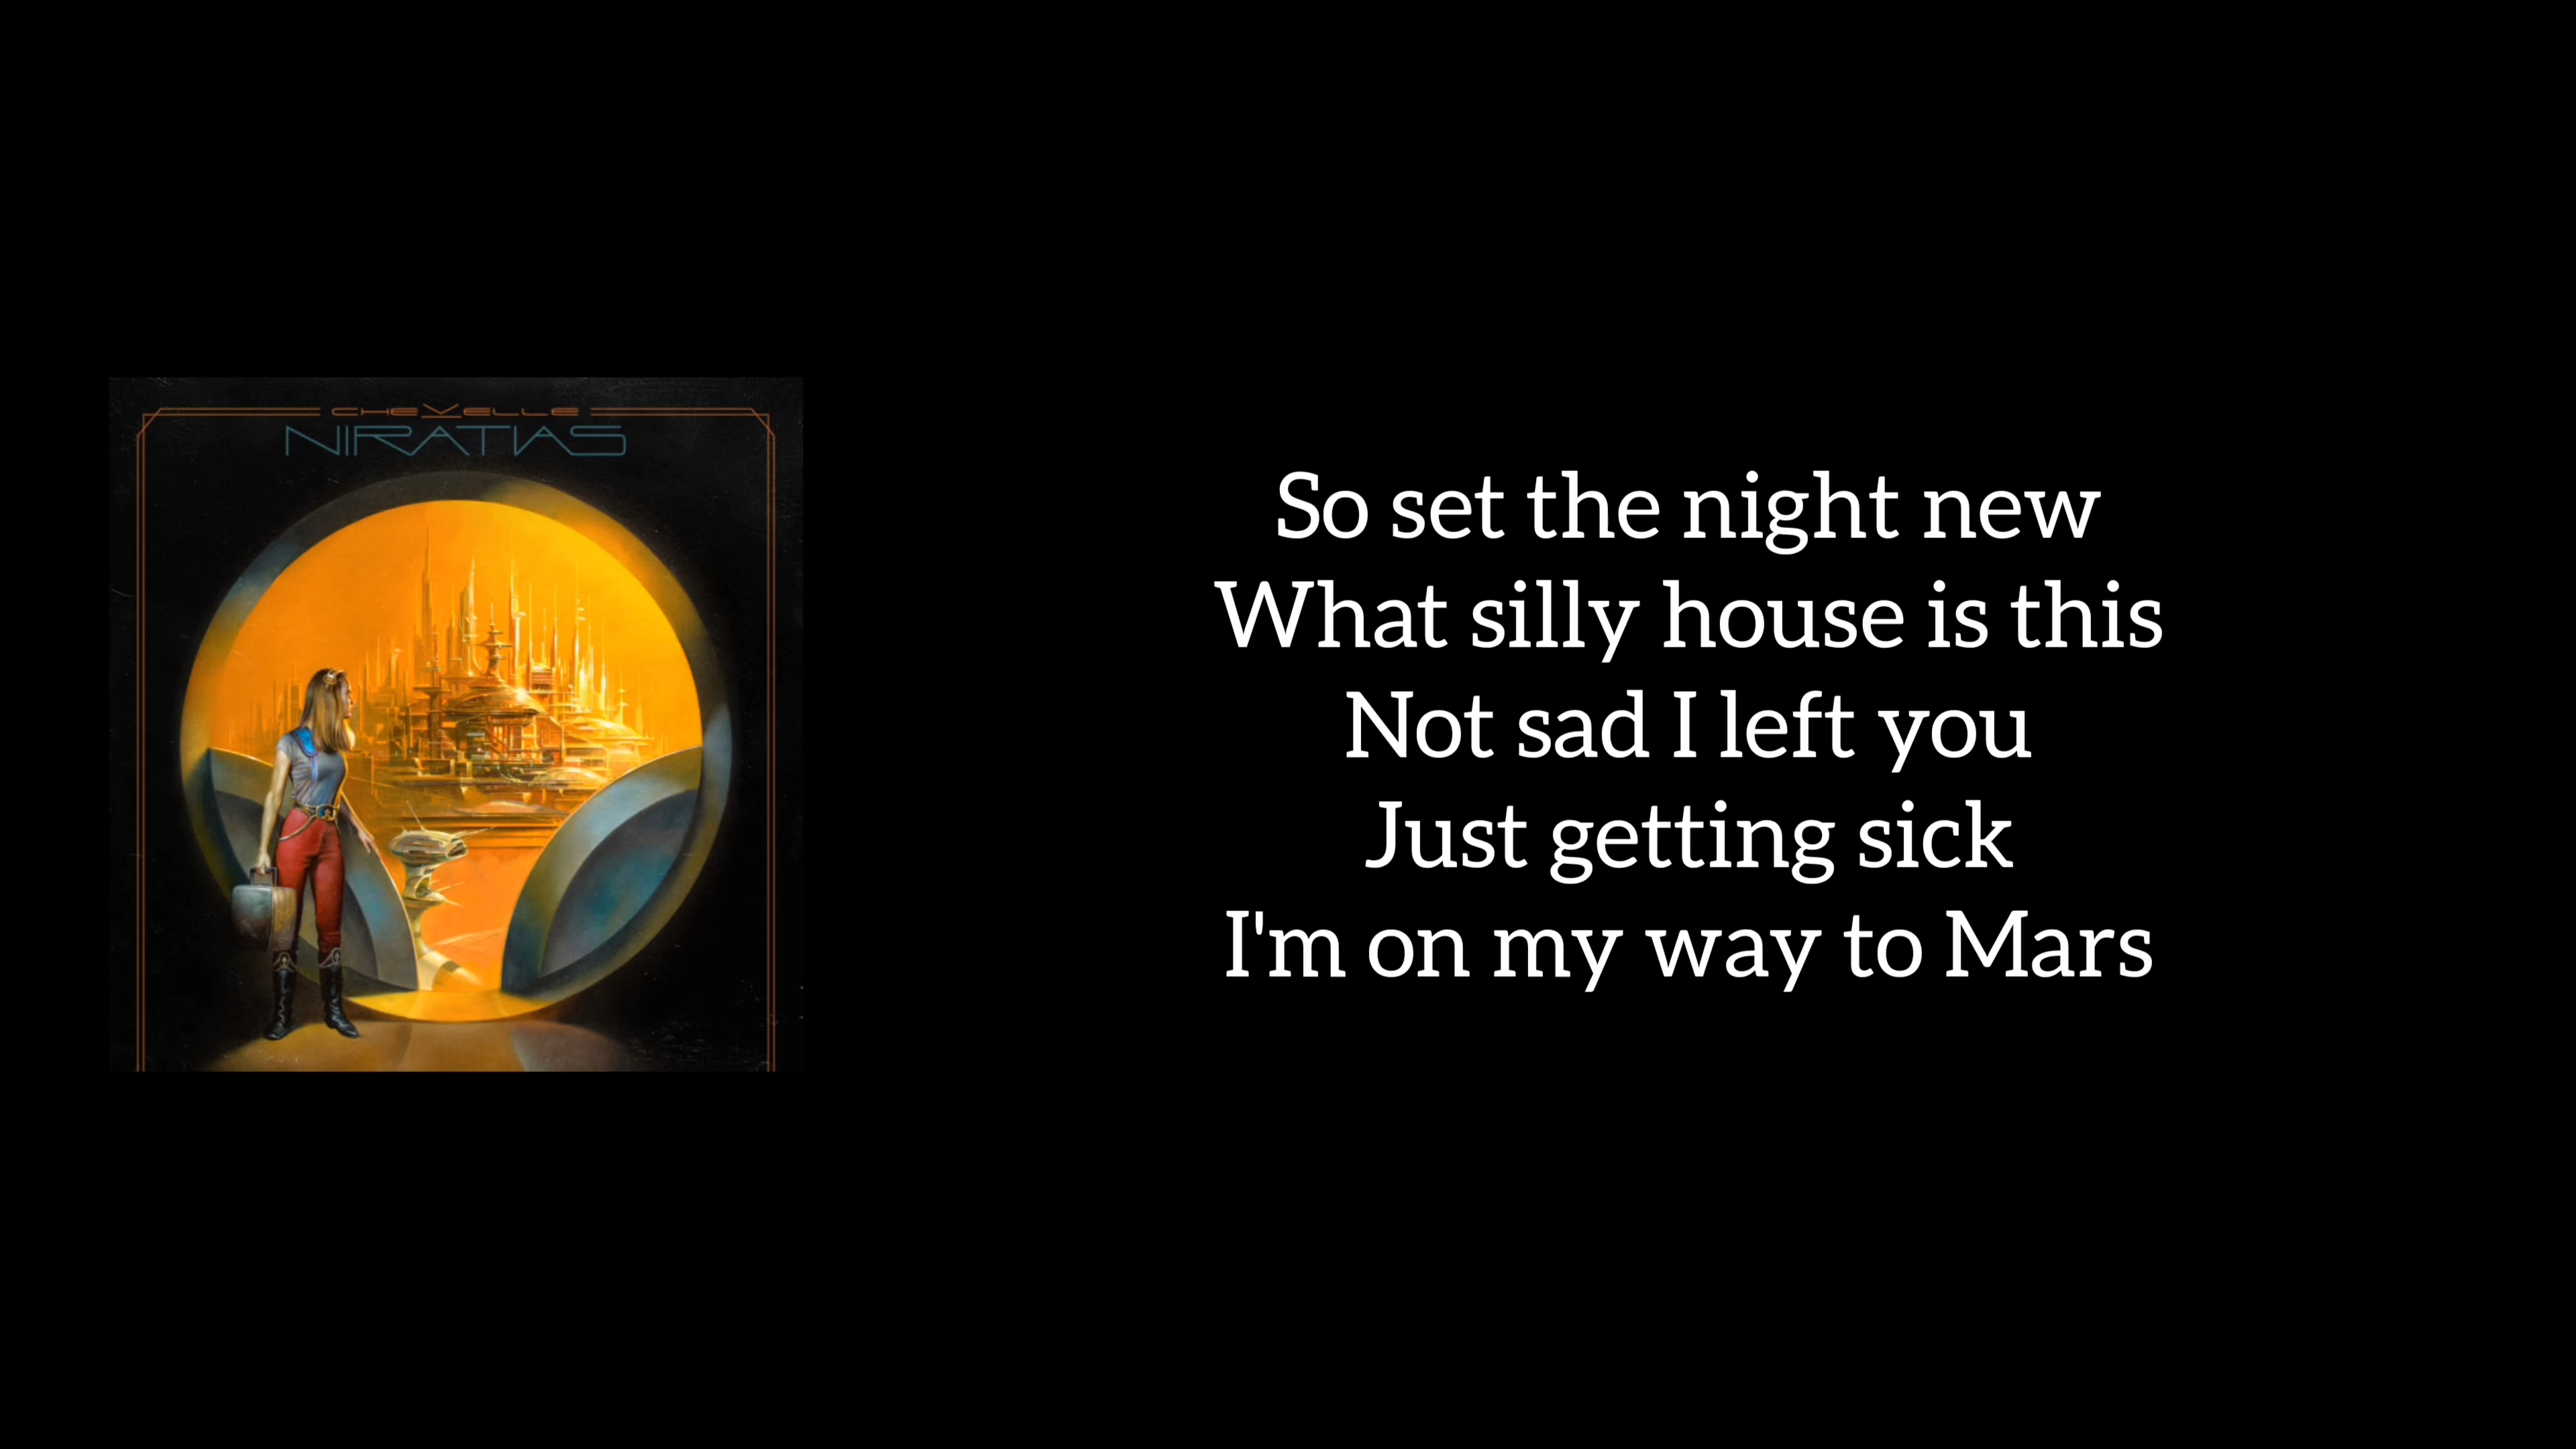 CHEVELLE
NIRATIAS
So set the night new
What silly house is this
Not sad I left you
Just getting sick
I'm on my way to Mars